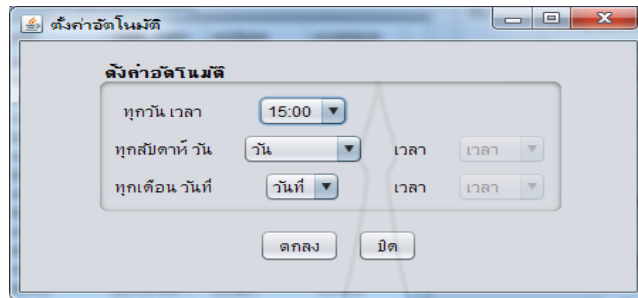 ตั้งค่าอัตโนมัติ
ตั้งค่าอัตโนมัติ
ทุกวัน เวลา 15:00
ทุกสัปดาห์ วัน วัน เวลา เวลา
ทุกเดือน วันที่ วันที่ เวลา เวลา
ตกลง ปิด